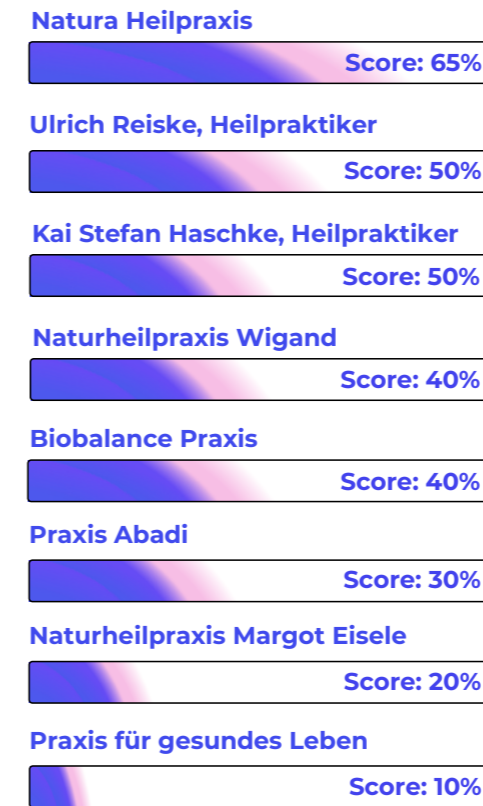 Natura Heilpraxis
Score: 65%
Ulrich Reiske, Heilpraktiker
Score: 50%
Kai Stefan Haschke, Heilpraktiker
Score: 50%
Naturheilpraxis Wigand
Score: 40%
Biobalance Praxis
Score: 40%
Praxis Abadi
Score: 30%
Naturheilpraxis Margot Eisele
Score: 20%
Praxis für gesundes Leben
Score: 10%